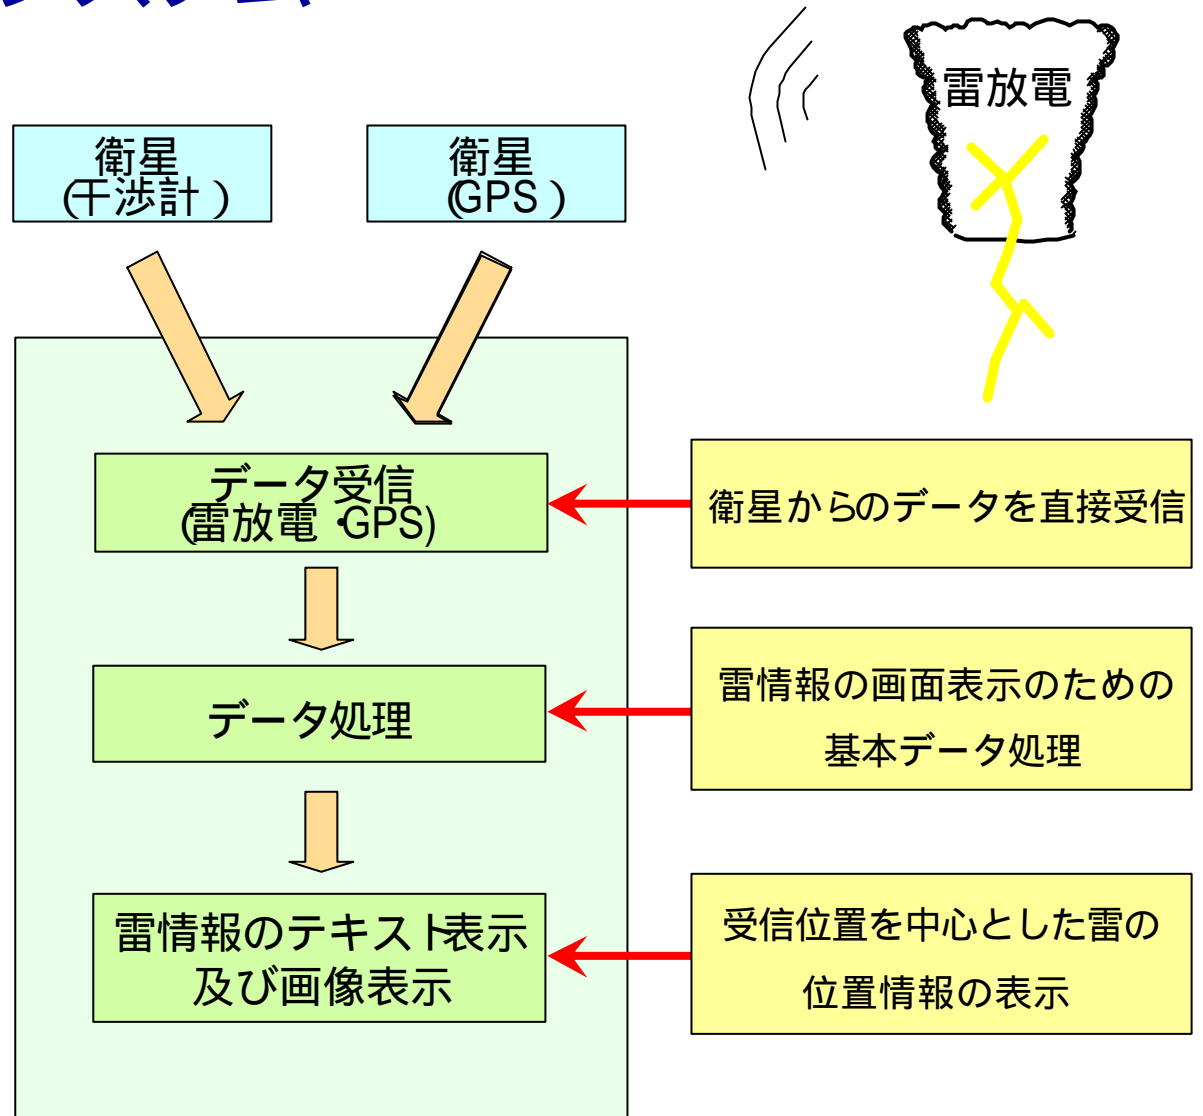 雷放電
衛星
(干渉計)
衛星
(GPS)
データ受信
(雷放電・GPS)
衛星からのデータを直接受信
データ処理
雷情報の画面表示のための
基本データ処理
雷情報のテキスト表示
及び画像表示
受信位置を中心とした雷の
位置情報の表示